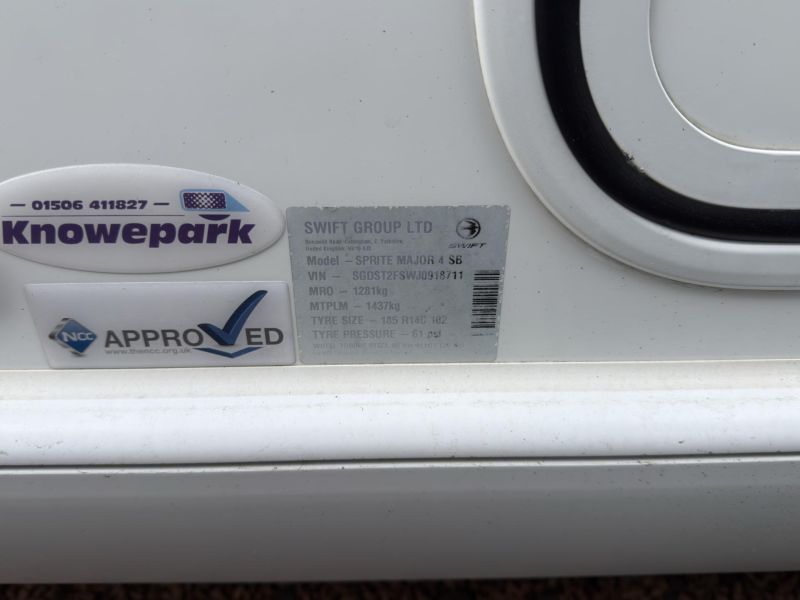 — 01506 411827 —
Knowepark
NCC APPROVED
www.thencc.org.uk
SWIFT GROUP LTD
SWIFT
Model – SPRITE MAJOR 4 SB
VIN – SGDST2FSWJ0918711
MRO – 1281kg
MTPLM – 1437kg
TYRE SIZE – 185 R14C 102
TYRE PRESSURE – 61 psi